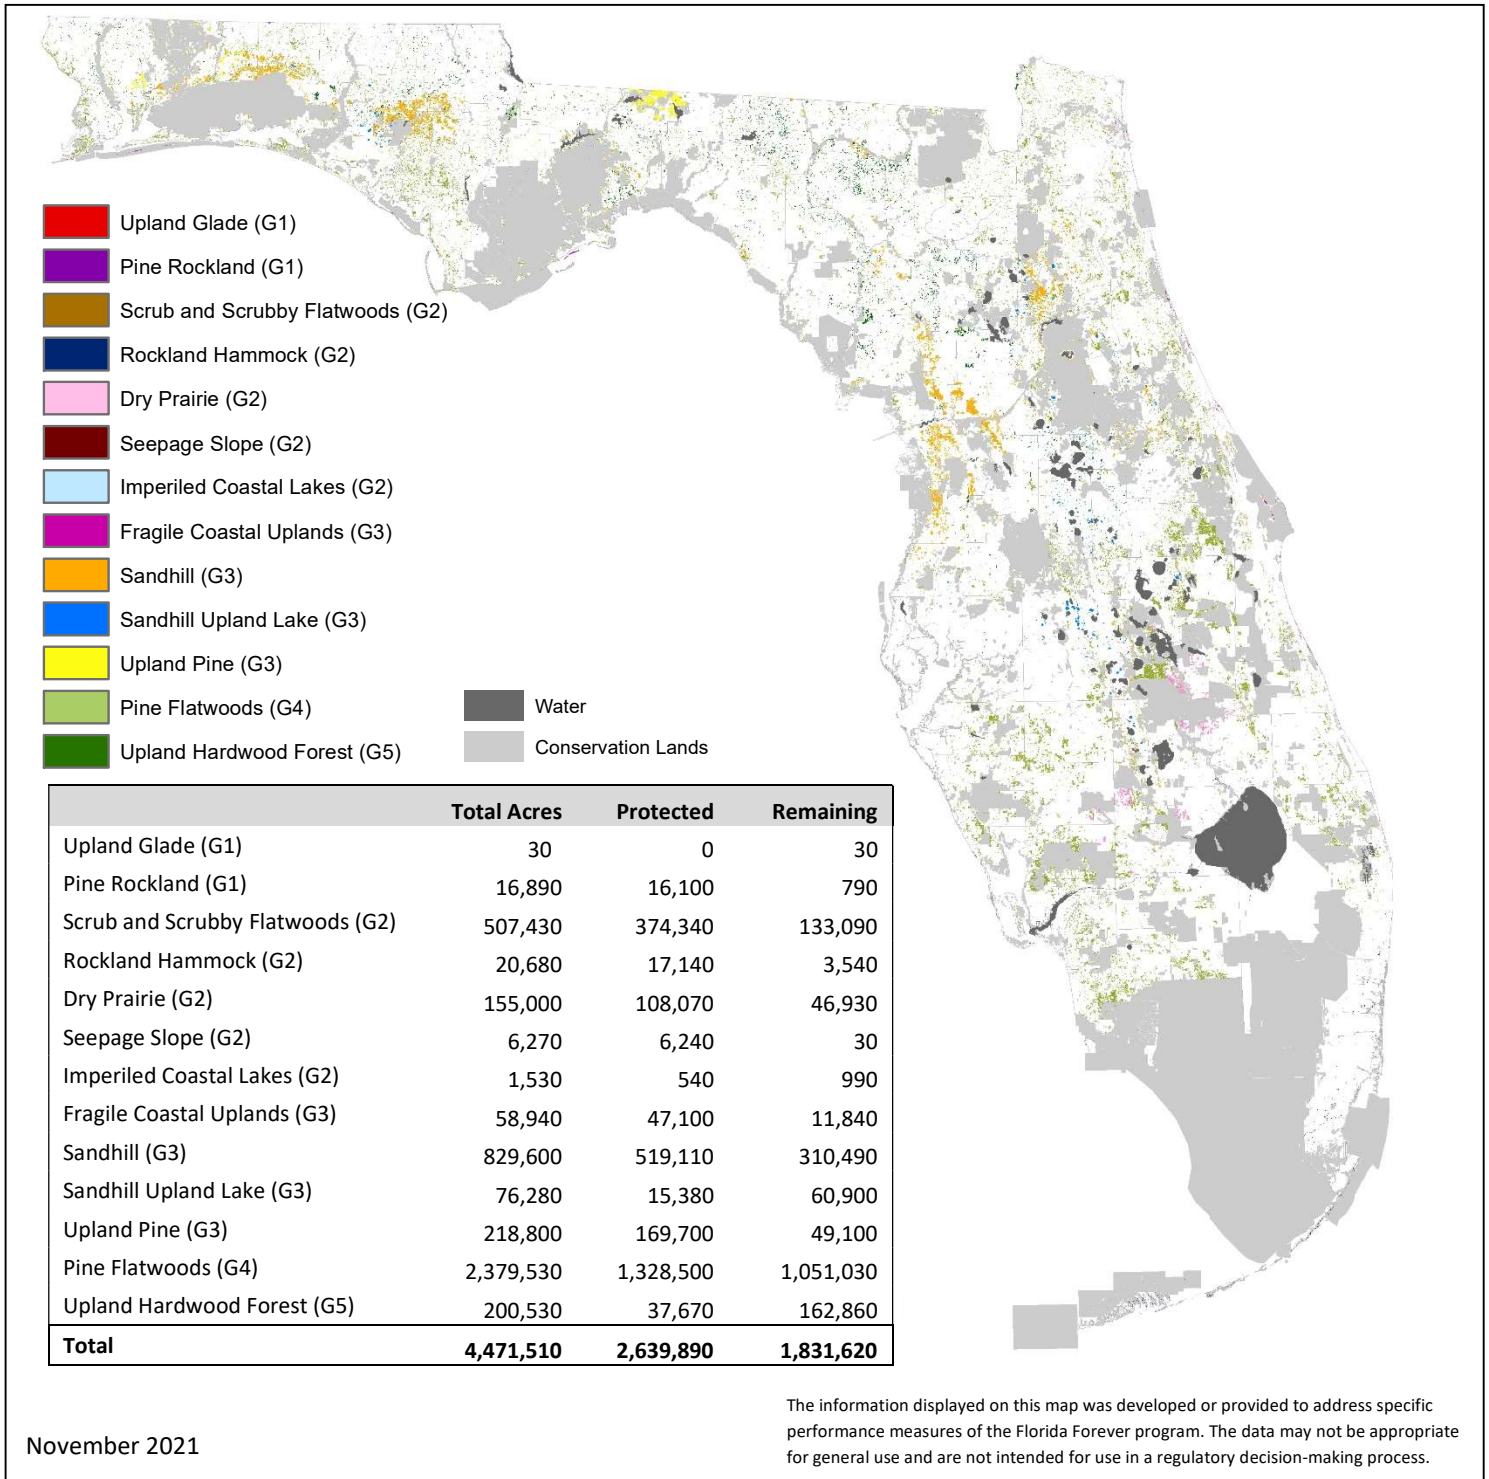 Upland Glade (G1)
Pine Rockland (G1)
Scrub and Scrubby Flatwoods (G2)
Rockland Hammock (G2)
Dry Prairie (G2)
Seepage Slope (G2)
Imperiled Coastal Lakes (G2)
Fragile Coastal Uplands (G3)
Sandhill (G3)
Sandhill Upland Lake (G3)
Upland Pine (G3)
Pine Flatwoods (G4)
Upland Hardwood Forest (G5)
Water
Conservation Lands
Total Acres Protected Remaining
Upland Glade (G1) 30 0 30
Pine Rockland (G1) 16,890 16,100 790
Scrub and Scrubby Flatwoods (G2) 507,430 374,340 133,090
Rockland Hammock (G2) 20,680 17,140 3,540
Dry Prairie (G2) 155,000 108,070 46,930
Seepage Slope (G2) 6,270 6,240 30
Imperiled Coastal Lakes (G2) 1,530 540 990
Fragile Coastal Uplands (G3) 58,940 47,100 11,840
Sandhill (G3) 829,600 519,110 310,490
Sandhill Upland Lake (G3) 76,280 15,380 60,900
Upland Pine (G3) 218,800 169,700 49,100
Pine Flatwoods (G4) 2,379,530 1,328,500 1,051,030
Upland Hardwood Forest (G5) 200,530 37,670 162,860
Total 4,471,510 2,639,890 1,831,620
The information displayed on this map was developed or provided to address specific
performance measures of the Florida Forever program. The data may not be appropriate
for general use and are not intended for use in a regulatory decision-making process.
November 2021